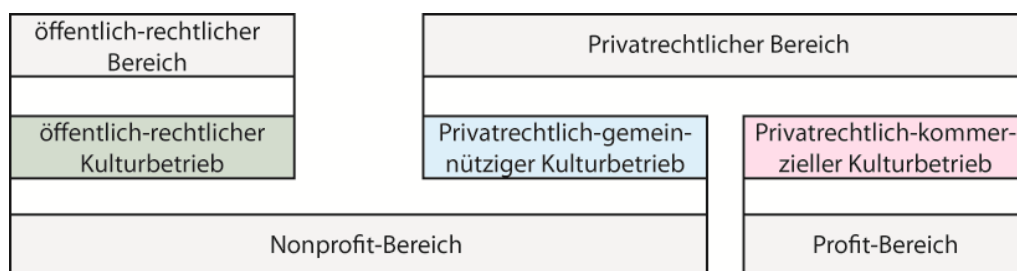 öffentlich-rechtlicher
Bereich
Privatrechtlicher Bereich
öffentlich-rechtlicher
Kulturbetrieb
Privatrechtlich-gemein-
nütziger Kulturbetrieb
Privatrechtlich-kommer-
zieller Kulturbetrieb
Nonprofit-Bereich
Profit-Bereich